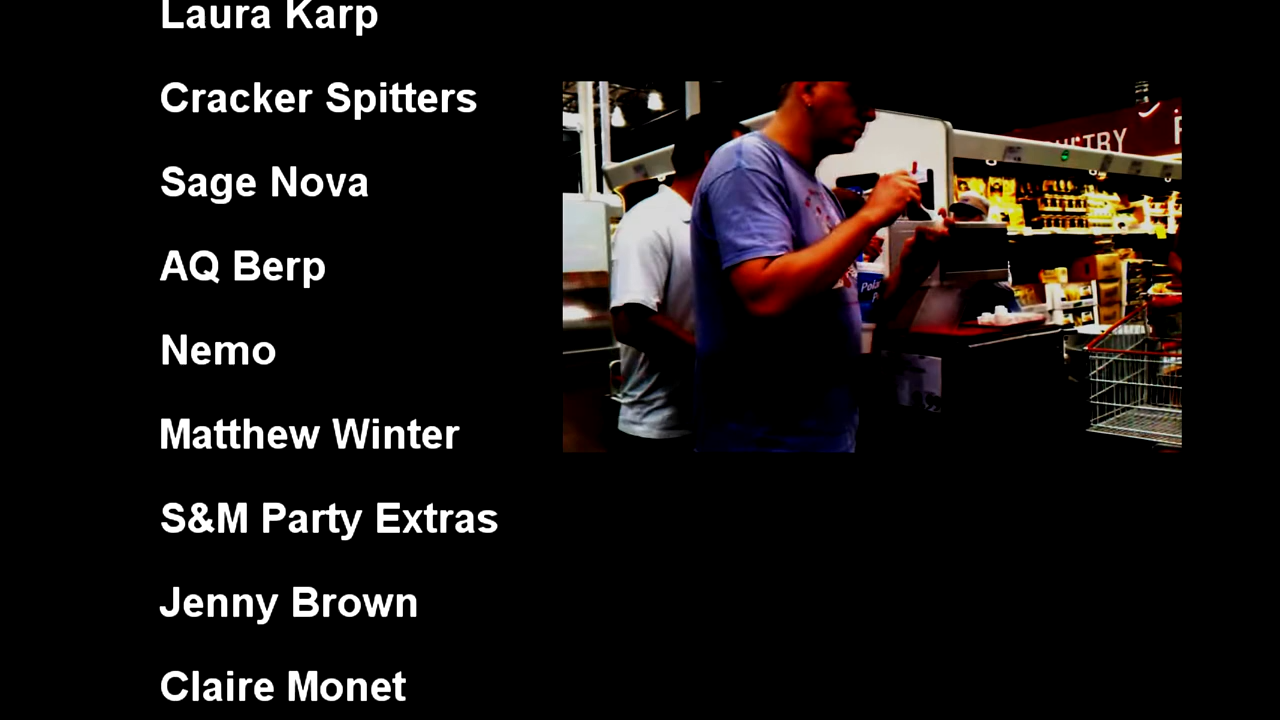 Laura Karp
Cracker Spitters
Sage Nova
AQ Berp
Nemo
Matthew Winter
S&M Party Extras
Jenny Brown
Claire Monet